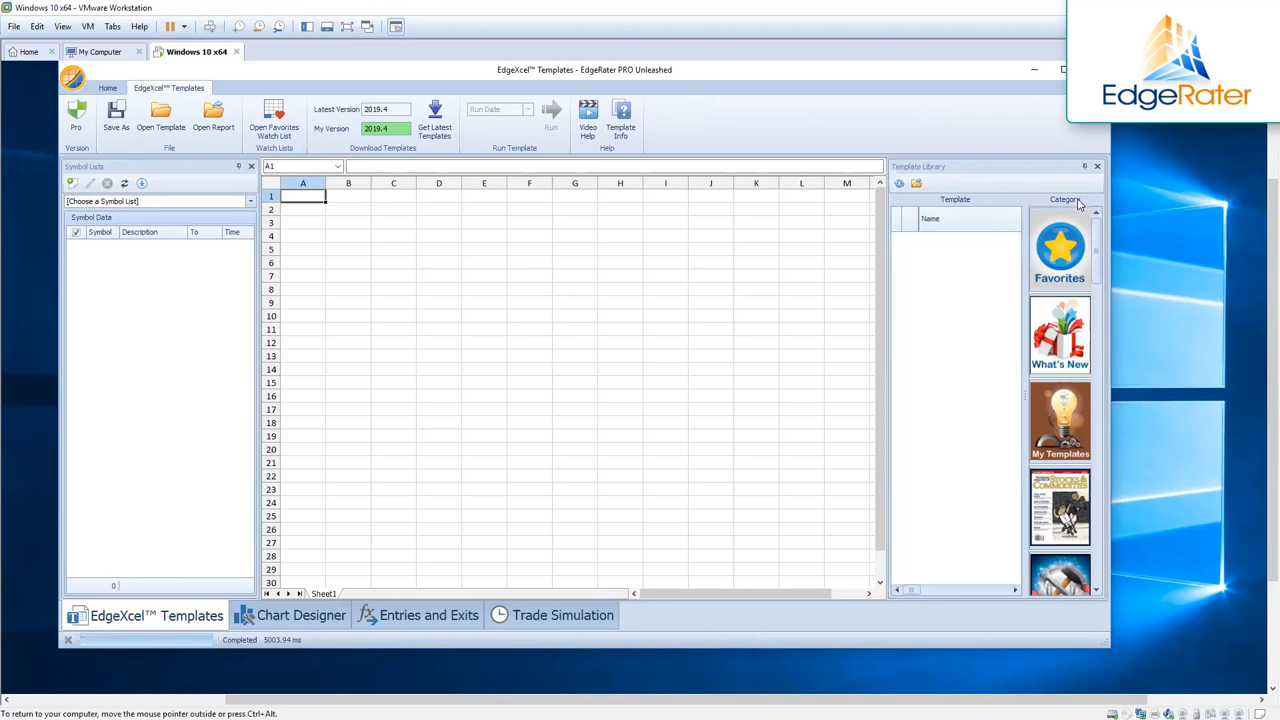 Windows 10 x64 - VMware Workstation
File Edit View VM Tabs Help
Home My Computer Windows 10 x64
EdgeXcel™ Templates - EdgeRater PRO Unleashed
EdgeRater
Home EdgeXcel™ Templates
Pro Save As Open Template Open Report Open Favorites Watch List Latest Version 2019.4 My Version 2019.4 Get Latest Templates Run Date Run Video Help Template Info
Version File Watch Lists Download Templates Run Template Help
Symbol Lists A1 Template Library
[Choose a Symbol List] A B C D E F G H I J K L M Template Category
Symbol Data
Symbol Description To Time
Name
Favorites
What's New
My Templates
STOCKS & COMMODITIES
1
2
3
4
5
6
7
8
9
10
11
12
13
14
15
16
17
18
19
20
21
22
23
24
25
26
27
28
29
30
0
Sheet1
EdgeXcel™ Templates Chart Designer fx Entries and Exits Trade Simulation
Completed 5003.94 ms
To return to your computer, move the mouse pointer outside or press Ctrl+Alt.